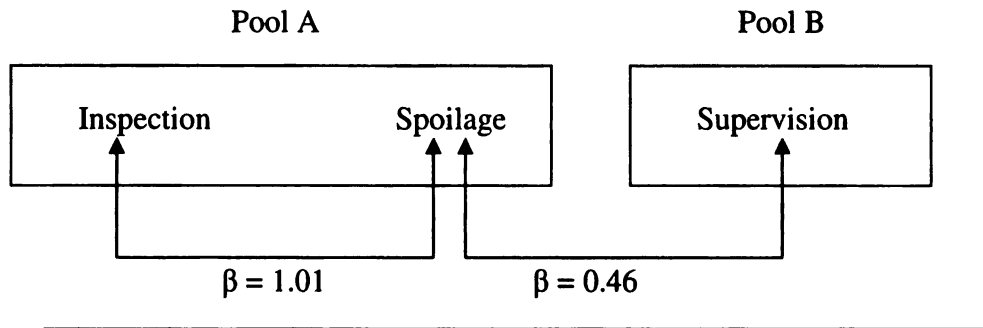 Pool A Pool B
Inspection Spoilage Supervision
β = 1.01 β = 0.46